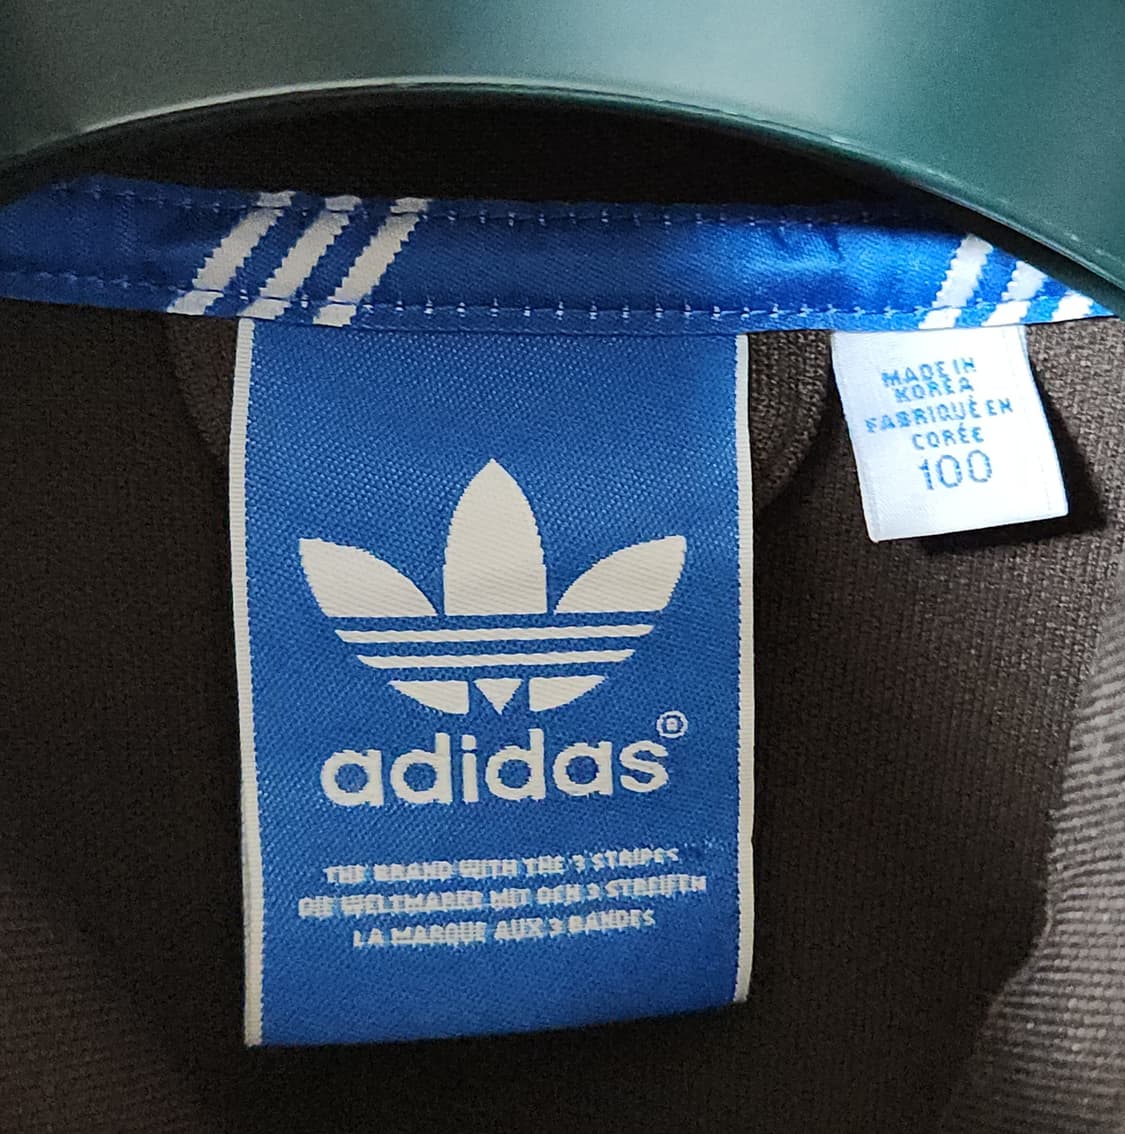 adidas®
THE BRAND WITH THE 3 STRIPES
DIE WELTMARKE MIT DEN 3 STREIFEN
LA MARQUE AUX 3 BANDES
MADE IN
KOREA
FABRIQUÉ EN
CORÉE
100